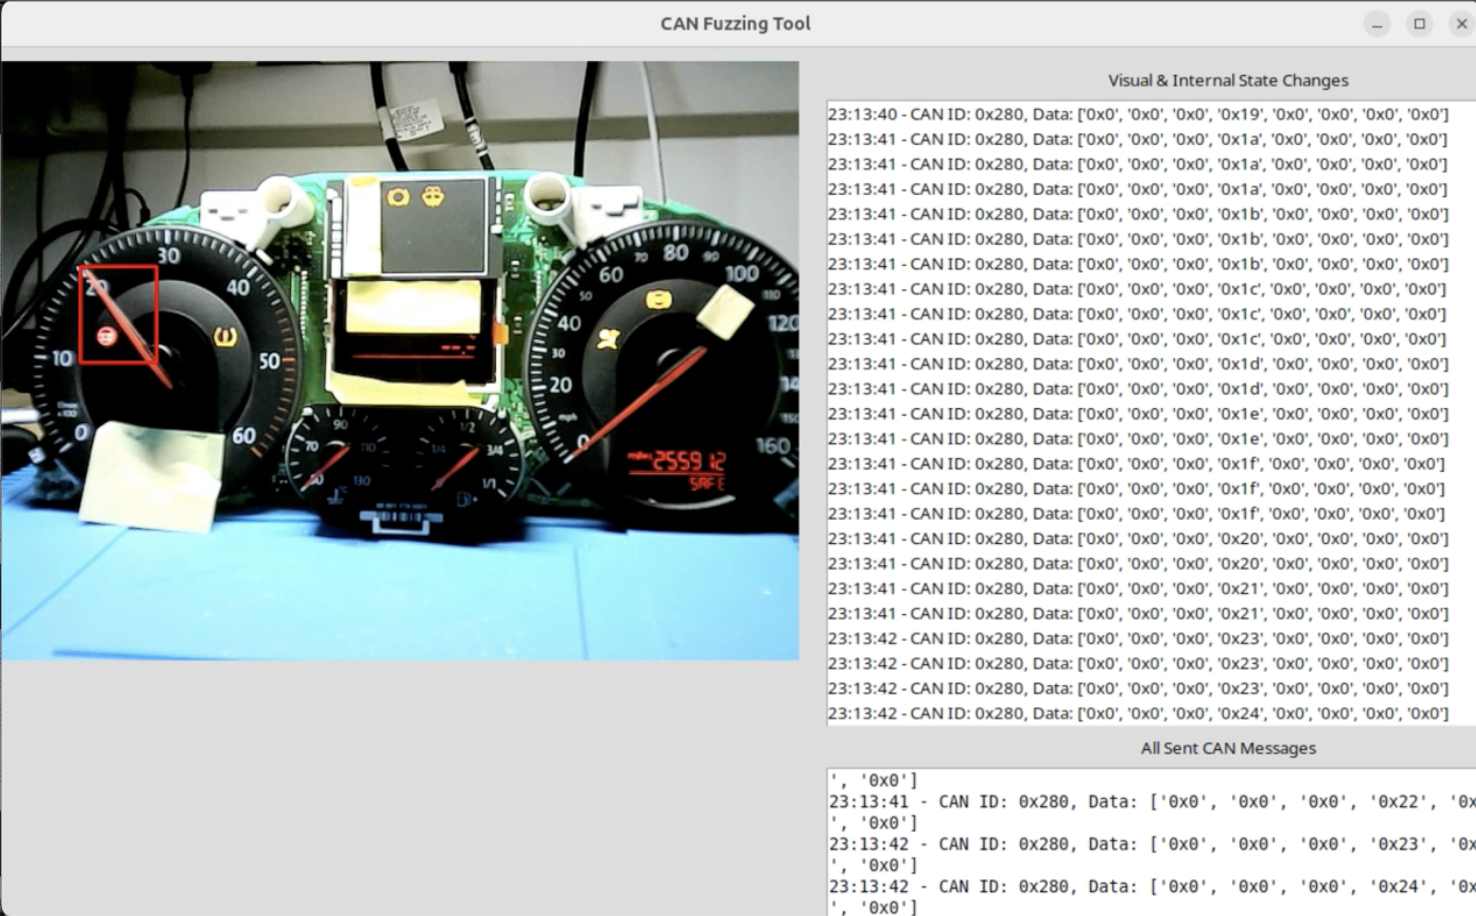 CAN Fuzzing Tool
Visual & Internal State Changes
23:13:40 - CAN ID: 0x280, Data: ['0x0', '0x0', '0x0', '0x19', '0x0', '0x0', '0x0', '0x0']
23:13:41 - CAN ID: 0x280, Data: ['0x0', '0x0', '0x0', '0x1a', '0x0', '0x0', '0x0', '0x0']
23:13:41 - CAN ID: 0x280, Data: ['0x0', '0x0', '0x0', '0x1a', '0x0', '0x0', '0x0', '0x0']
23:13:41 - CAN ID: 0x280, Data: ['0x0', '0x0', '0x0', '0x1a', '0x0', '0x0', '0x0', '0x0']
23:13:41 - CAN ID: 0x280, Data: ['0x0', '0x0', '0x0', '0x1b', '0x0', '0x0', '0x0', '0x0']
23:13:41 - CAN ID: 0x280, Data: ['0x0', '0x0', '0x0', '0x1b', '0x0', '0x0', '0x0', '0x0']
23:13:41 - CAN ID: 0x280, Data: ['0x0', '0x0', '0x0', '0x1b', '0x0', '0x0', '0x0', '0x0']
23:13:41 - CAN ID: 0x280, Data: ['0x0', '0x0', '0x0', '0x1c', '0x0', '0x0', '0x0', '0x0']
23:13:41 - CAN ID: 0x280, Data: ['0x0', '0x0', '0x0', '0x1c', '0x0', '0x0', '0x0', '0x0']
23:13:41 - CAN ID: 0x280, Data: ['0x0', '0x0', '0x0', '0x1c', '0x0', '0x0', '0x0', '0x0']
23:13:41 - CAN ID: 0x280, Data: ['0x0', '0x0', '0x0', '0x1d', '0x0', '0x0', '0x0', '0x0']
23:13:41 - CAN ID: 0x280, Data: ['0x0', '0x0', '0x0', '0x1d', '0x0', '0x0', '0x0', '0x0']
23:13:41 - CAN ID: 0x280, Data: ['0x0', '0x0', '0x0', '0x1e', '0x0', '0x0', '0x0', '0x0']
23:13:41 - CAN ID: 0x280, Data: ['0x0', '0x0', '0x0', '0x1e', '0x0', '0x0', '0x0', '0x0']
23:13:41 - CAN ID: 0x280, Data: ['0x0', '0x0', '0x0', '0x1f', '0x0', '0x0', '0x0', '0x0']
23:13:41 - CAN ID: 0x280, Data: ['0x0', '0x0', '0x0', '0x1f', '0x0', '0x0', '0x0', '0x0']
23:13:41 - CAN ID: 0x280, Data: ['0x0', '0x0', '0x0', '0x1f', '0x0', '0x0', '0x0', '0x0']
23:13:41 - CAN ID: 0x280, Data: ['0x0', '0x0', '0x0', '0x20', '0x0', '0x0', '0x0', '0x0']
23:13:41 - CAN ID: 0x280, Data: ['0x0', '0x0', '0x0', '0x20', '0x0', '0x0', '0x0', '0x0']
23:13:41 - CAN ID: 0x280, Data: ['0x0', '0x0', '0x0', '0x21', '0x0', '0x0', '0x0', '0x0']
23:13:41 - CAN ID: 0x280, Data: ['0x0', '0x0', '0x0', '0x21', '0x0', '0x0', '0x0', '0x0']
23:13:42 - CAN ID: 0x280, Data: ['0x0', '0x0', '0x0', '0x23', '0x0', '0x0', '0x0', '0x0']
23:13:42 - CAN ID: 0x280, Data: ['0x0', '0x0', '0x0', '0x23', '0x0', '0x0', '0x0', '0x0']
23:13:42 - CAN ID: 0x280, Data: ['0x0', '0x0', '0x0', '0x23', '0x0', '0x0', '0x0', '0x0']
23:13:42 - CAN ID: 0x280, Data: ['0x0', '0x0', '0x0', '0x24', '0x0', '0x0', '0x0', '0x0']
All Sent CAN Messages
', '0x0']
23:13:41 - CAN ID: 0x280, Data: ['0x0', '0x0', '0x0', '0x22', '0x
', '0x0']
23:13:42 - CAN ID: 0x280, Data: ['0x0', '0x0', '0x0', '0x23', '0x
', '0x0']
23:13:42 - CAN ID: 0x280, Data: ['0x0', '0x0', '0x0', '0x24', '0x
', '0x0']
0 10 20 30 40 50 60
70 90 110 130
1/4 1/2 3/4 1/1
0 20 30 40 50 60 70 80 90 100 110 120 160
mph
255912
SAFE